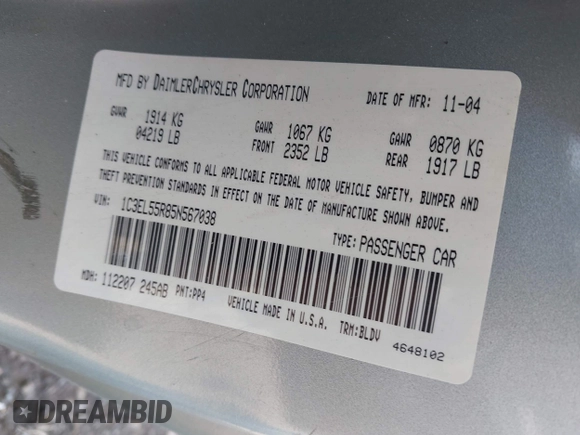 MFD BY DAIMLERCHRYSLER CORPORATION DATE OF MFR: 11-04
GVWR 1914 KG 04219 LB GAWR FRONT 1067 KG 2352 LB GAWR REAR 0870 KG 1917 LB
THIS VEHICLE CONFORMS TO ALL APPLICABLE FEDERAL MOTOR VEHICLE SAFETY, BUMPER AND
THEFT PREVENTION STANDARDS IN EFFECT ON THE DATE OF MANUFACTURE SHOWN ABOVE.
VIN: 1C3EL55R85N567038 TYPE: PASSENGER CAR
MDH: 112207 245AB PNT:PP4
VEHICLE MADE IN U.S.A. TRM:BLDV
4648102
DREAMBID